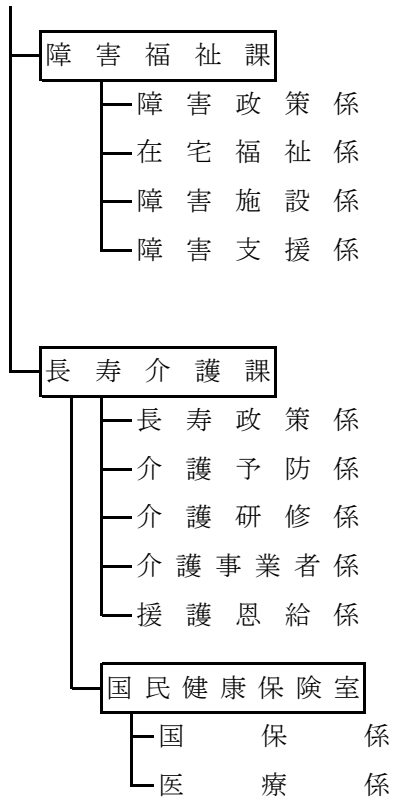 障害福祉課
障害政策係
在宅福祉係
障害施設係
障害支援係
長寿介護課
長寿政策係
介護予防係
介護研修係
介護事業者係
援護恩給係
国民健康保険室
国保係
医療係